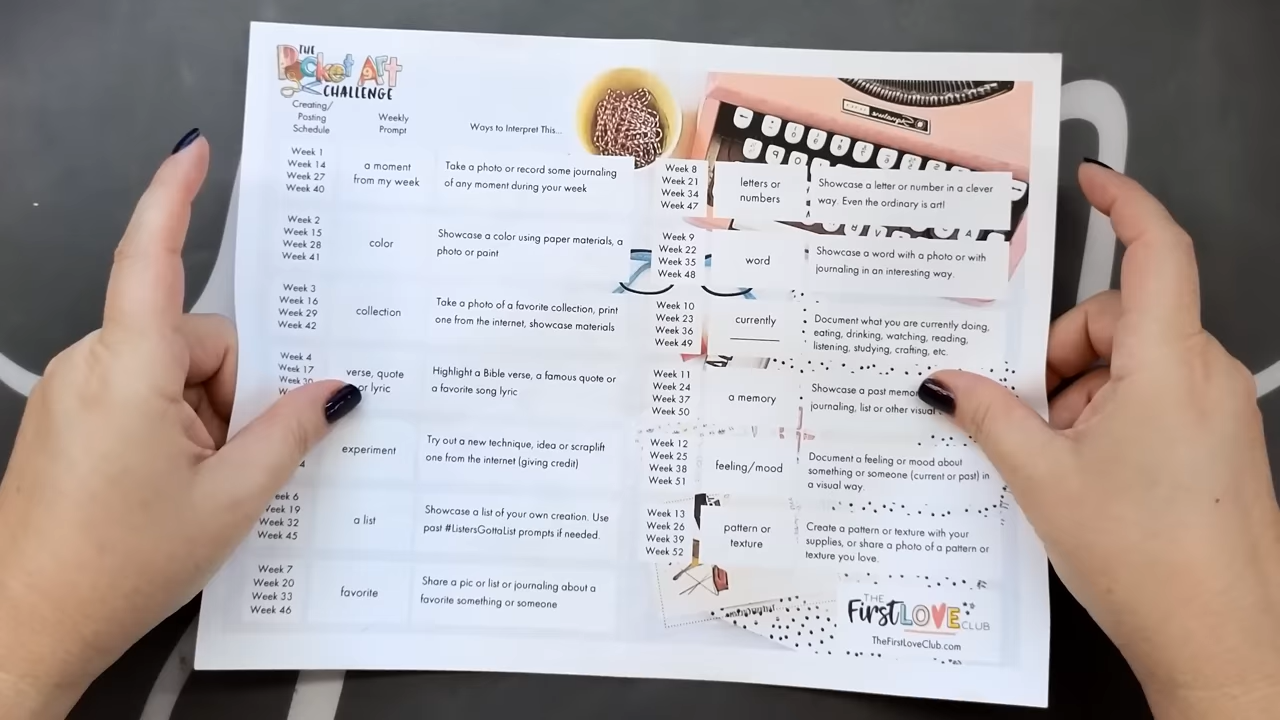 THE
Pocket Art
CHALLENGE
Creating/
Posting
Schedule
Weekly
Prompt
Ways to Interpret This...
Week 1
Week 14
Week 27
Week 40
a moment
from my week
Take a photo or record some journaling
of any moment during your week
Week 2
Week 15
Week 28
Week 41
color
Showcase a color using paper materials, a
photo or paint
Week 3
Week 16
Week 29
Week 42
collection
Take a photo of a favorite collection, print
one from the internet, showcase materials
Week 4
Week 17
Week 30
verse, quote
or lyric
Highlight a Bible verse, a famous quote or
a favorite song lyric
experiment
Try out a new technique, idea or scraplift
one from the internet (giving credit)
eek 6
Week 19
Week 32
Week 45
a list
Showcase a list of your own creation. Use
past #ListersGottaList prompts if needed.
Week 7
Week 20
Week 33
Week 46
favorite
Share a pic or list or journaling about a
favorite something or someone
Week 8
Week 21
Week 34
Week 47
letters or
numbers
Showcase a letter or number in a clever
way. Even the ordinary is art!
Week 9
Week 22
Week 35
Week 48
word
Showcase a word with a photo or with
journaling in an interesting way.
Week 10
Week 23
Week 36
Week 49
currently
Document what you are currently doing,
eating, drinking, watching, reading,
listening, studying, crafting, etc.
Week 11
Week 24
Week 37
Week 50
a memory
Showcase a past memo
journaling, list or other visual
Week 12
Week 25
Week 38
Week 51
feeling/mood
Document a feeling or mood about
something or someone (current or past) in
a visual way.
Week 13
Week 26
Week 39
Week 52
pattern or
texture
Create a pattern or texture with your
supplies, or share a photo of a pattern or
texture you love.
THE
First LOVE
CLUB
TheFirstLoveClub.com